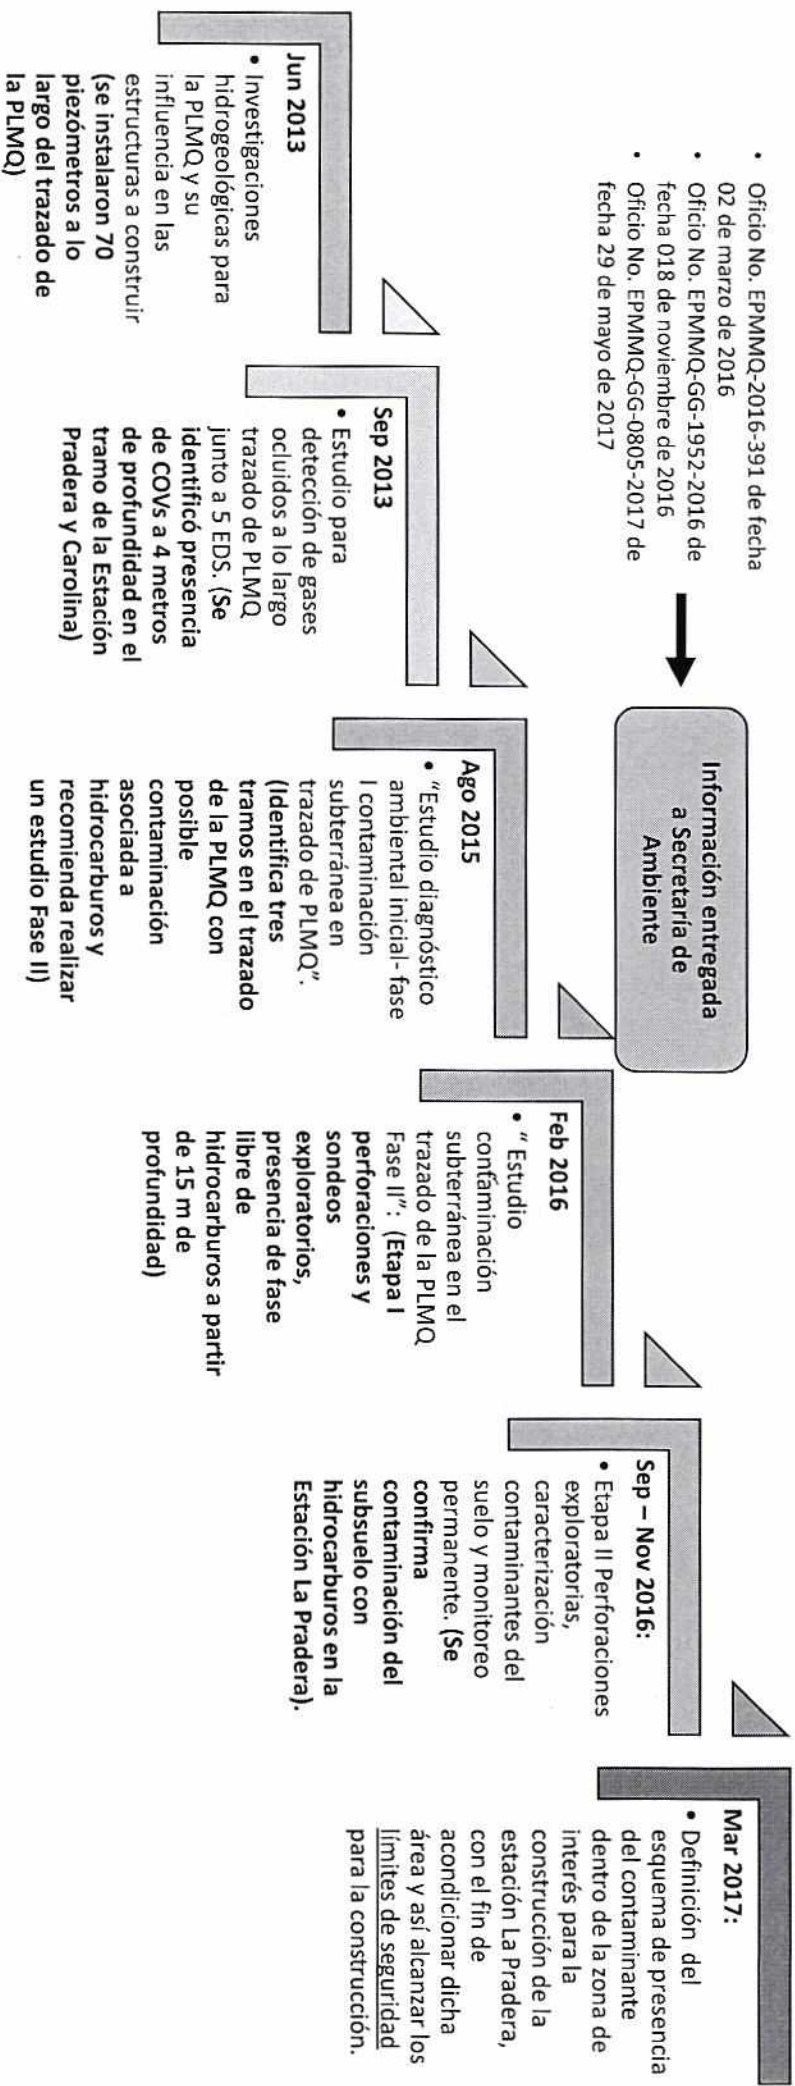 • Oficio No. EPMMQ-2016-391 de fecha
02 de marzo de 2016
• Oficio No. EPMMQ-GG-1952-2016 de
fecha 018 de noviembre de 2016
• Oficio No. EPMMQ-GG-0805-2017 de
fecha 29 de mayo de 2017
Información entregada
a Secretaría de
Ambiente
Jun 2013
• Investigaciones
hidrogeológicas para
la PLMQ y su
influencia en las
estructuras a construir
(se instalaron 70
piezómetros a lo
largo del trazado de
la PLMQ)
Sep 2013
• Estudio para
detección de gases
ocluidos a lo largo
trazado de PLMQ
junto a 5 EDS. (Se
identificó presencia
de COVs a 4 metros
de profundidad en el
tramo de la Estación
Pradera y Carolina)
Ago 2015
• "Estudio diagnóstico
ambiental inicial- fase
I contaminación
subterránea en
trazado de PLMQ".
(Identifica tres
tramos en el trazado
de la PLMQ con
posible
contaminación
asociada a
hidrocarburos y
recomienda realizar
un estudio Fase II)
Feb 2016
• " Estudio
contaminación
subterránea en el
trazado de la PLMQ
Fase II": (Etapa I
perforaciones y
sondeos
exploratorios,
presencia de fase
libre de
hidrocarburos a partir
de 15 m de
profundidad)
Sep – Nov 2016:
• Etapa II Perforaciones
exploratorias,
caracterización
contaminantes del
suelo y monitoreo
permanente. (Se
confirma
contaminación del
subsuelo con
hidrocarburos en la
Estación La Pradera).
Mar 2017:
• Definición del
esquema de presencia
del contaminante
dentro de la zona de
interés para la
construcción de la
estación La Pradera,
con el fin de
acondicionar dicha
área y así alcanzar los
límites de seguridad
para la construcción.